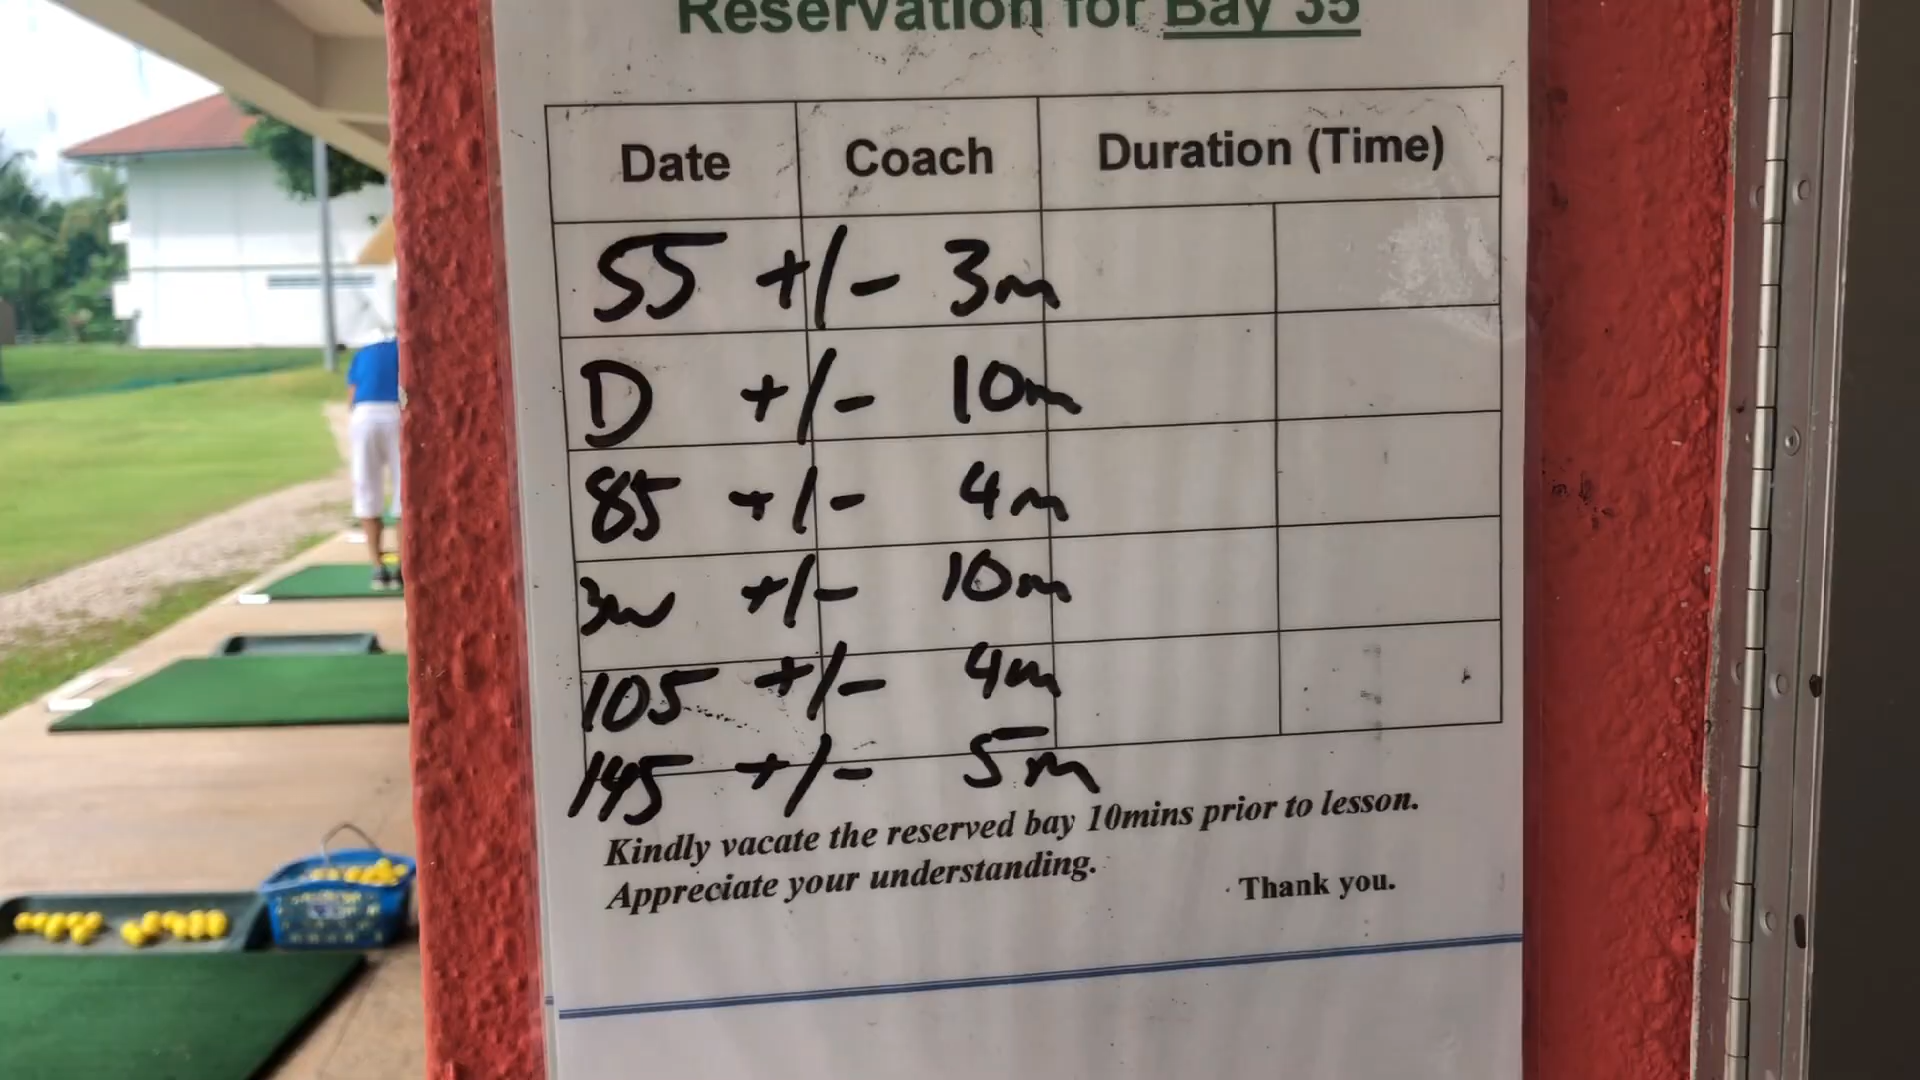 Reservation for Bay 35
Date Coach Duration (Time)
55 +/- 3m
D +/- 10m
85 +/- 4m
3w +/- 10m
105 +/- 4m
145 +/- 5m
Kindly vacate the reserved bay 10mins prior to lesson.
Appreciate your understanding.
Thank you.